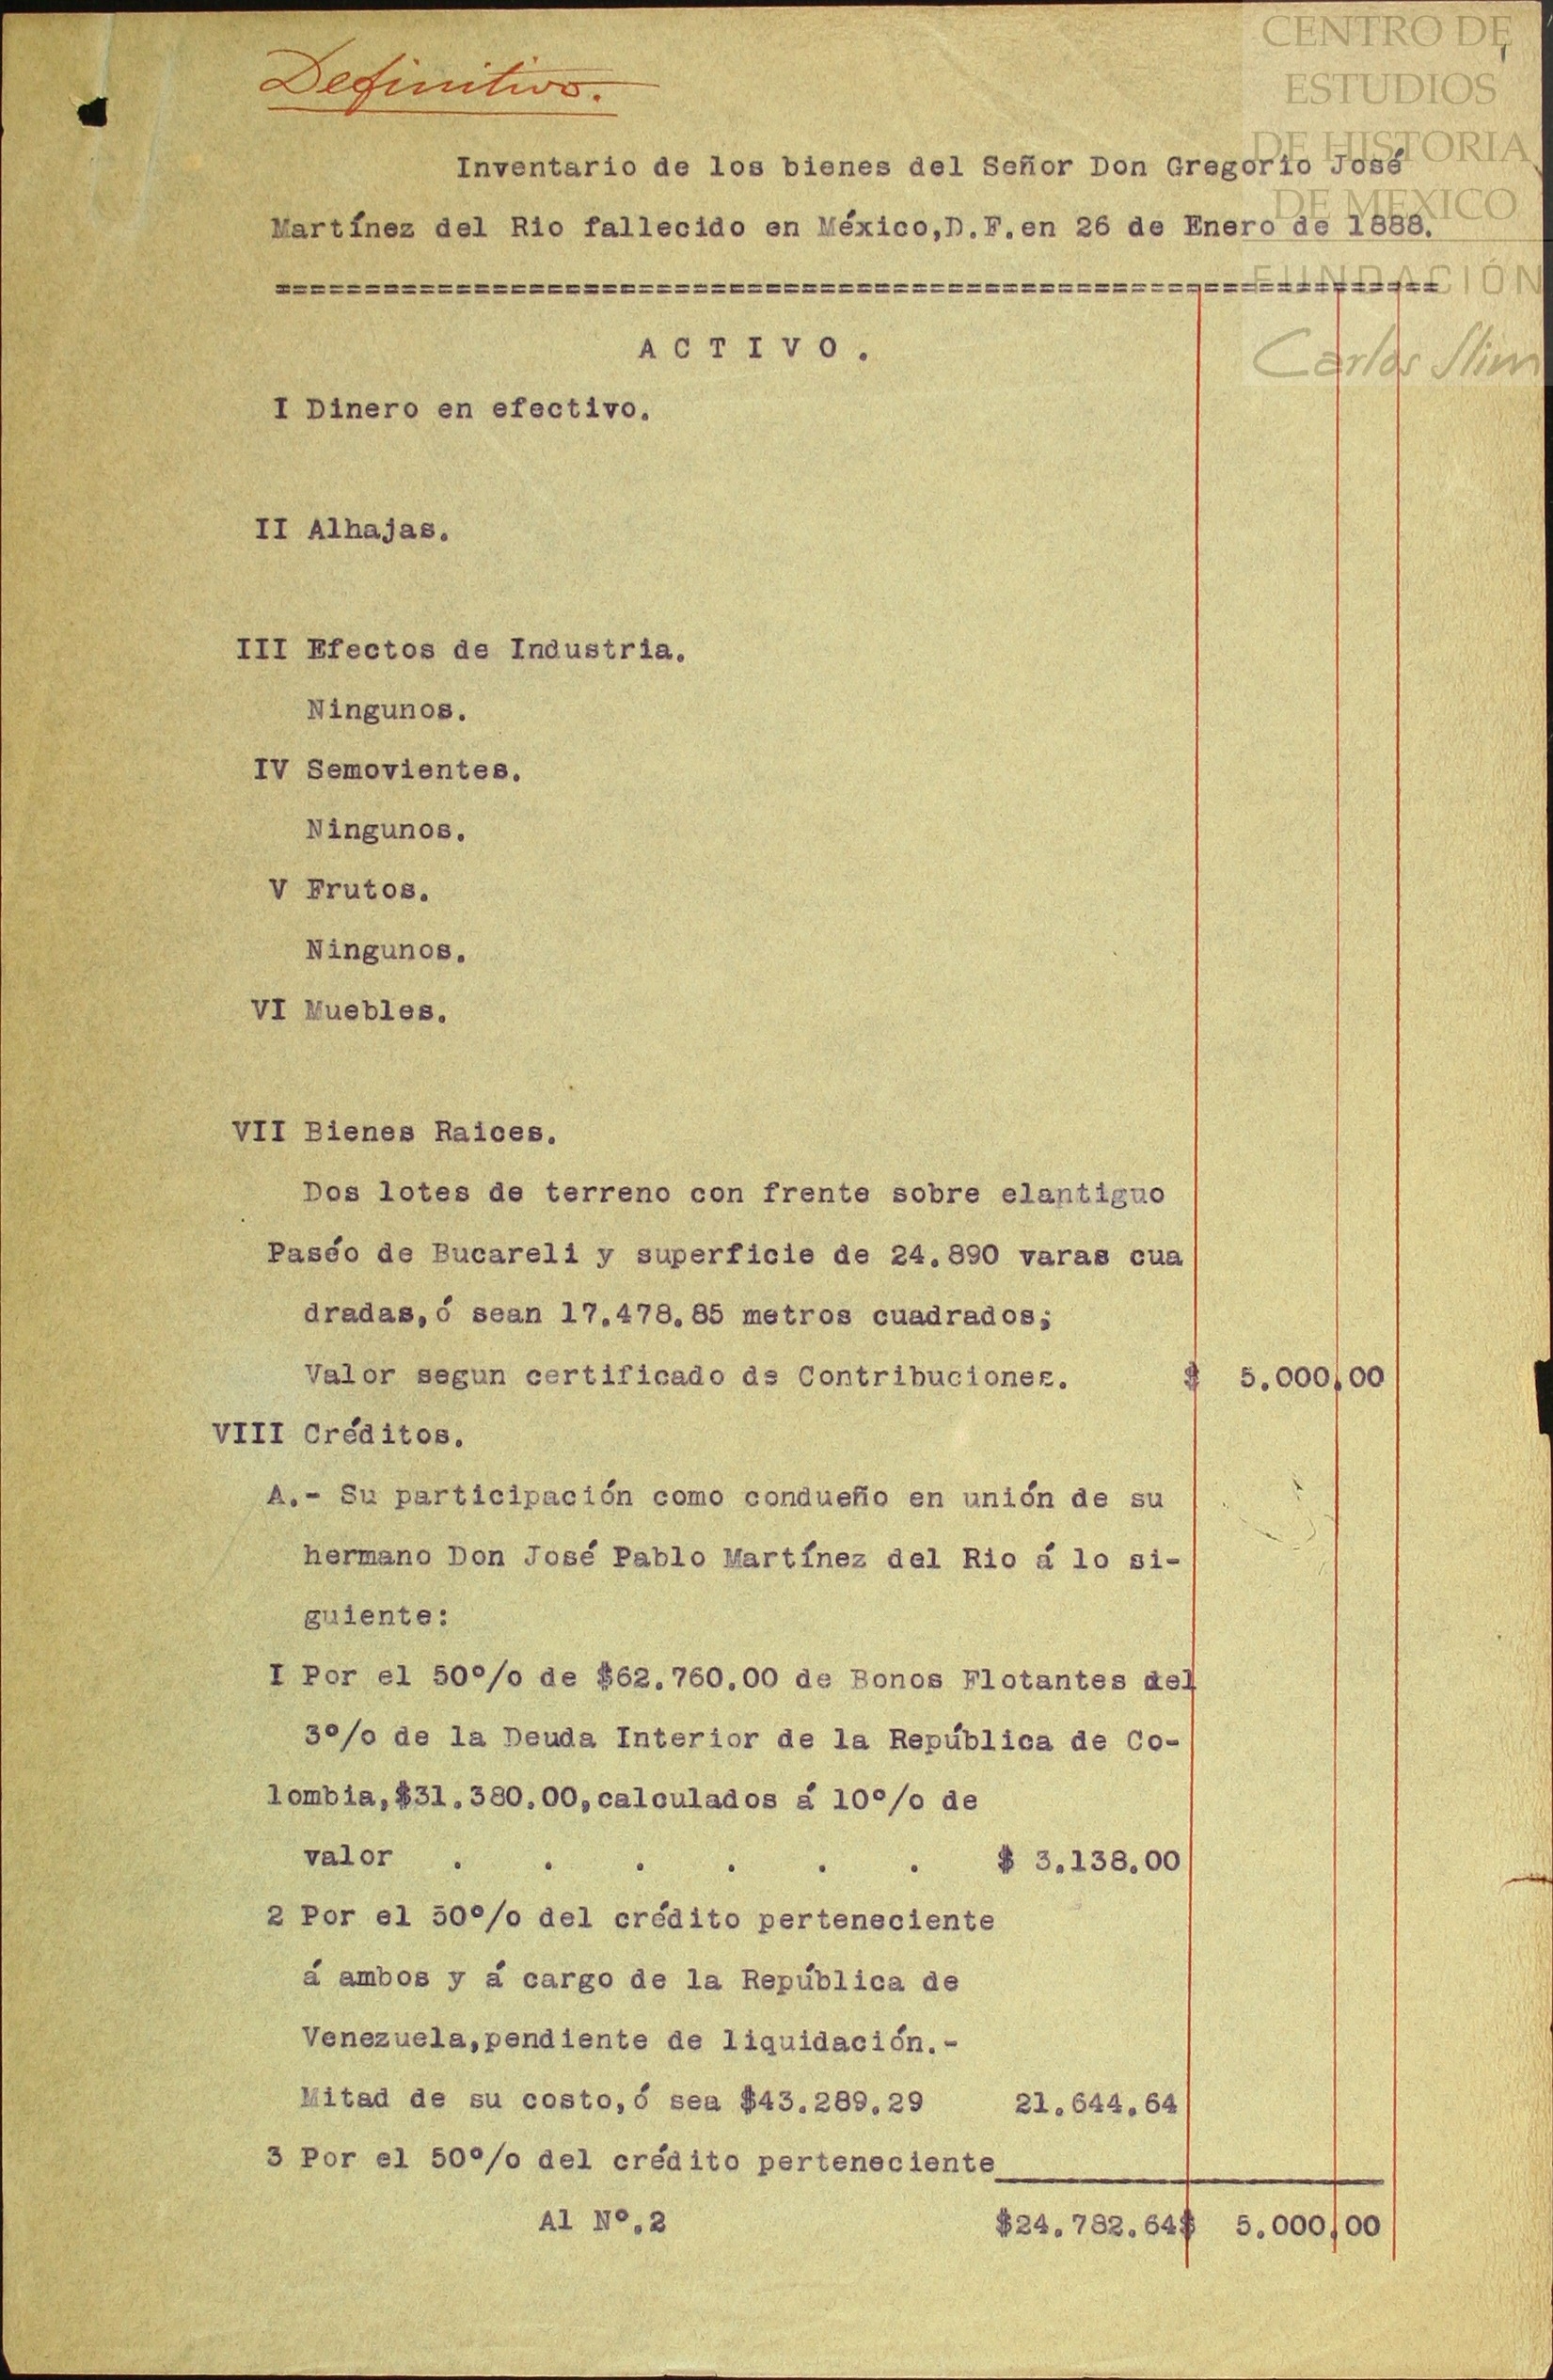 CENTRO DE
ESTUDIOS
DE HISTORIA
DE MEXICO
FUNDACIÓN
Carlos Slim
1
Definitivo.
Inventario de los bienes del Señor Don Gregorio José
Martínez del Rio fallecido en México,D.F.en 26 de Enero de 1888.
================================================================
A C T I V O .
I Dinero en efectivo.
II Alhajas.
III Efectos de Industria.
Ningunos.
IV Semovientes.
Ningunos.
V Frutos.
Ningunos.
VI Muebles.
VII Bienes Raices.
Dos lotes de terreno con frente sobre elantiguo
Paséo de Bucareli y superficie de 24.890 varas cua
dradas,ó sean 17.478.85 metros cuadrados;
Valor segun certificado de Contribuciones. $ 5.000.00
VIII Créditos.
A.- Su participación como condueño en unión de su
hermano Don José Pablo Martínez del Rio á lo si-
guiente:
I Por el 50º/o de $62.760.00 de Bonos Flotantes del
3º/o de la Deuda Interior de la República de Co-
lombia,$31.380.00,calculados á 10º/o de
valor . . . . . . $ 3.138.00
2 Por el 50º/o del crédito perteneciente
á ambos y á cargo de la República de
Venezuela,pendiente de liquidación.-
Mitad de su costo,ó sea $43.289.29 21.644.64
3 Por el 50º/o del crédito perteneciente
Al Nº.2 $24.782.64$ 5.000.00